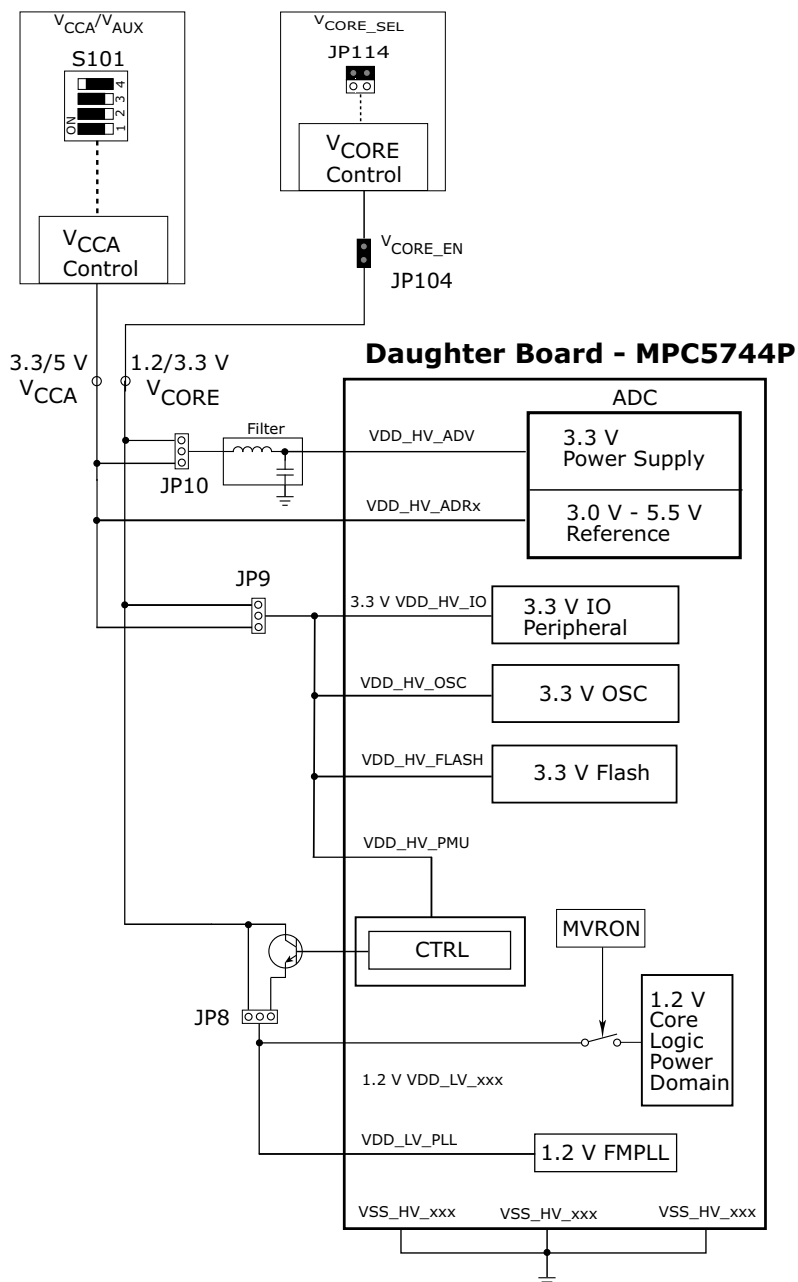 VCCA/VAUX
S101
4
3
2
1
ON
VCCA
Control
VCORE_SEL
JP114
VCORE
Control
VCORE_EN
JP104
3.3/5 V
VCCA
1.2/3.3 V
VCORE
Daughter Board - MPC5744P
ADC
Filter
JP10
VDD_HV_ADV
3.3 V
Power Supply
VDD_HV_ADRx
3.0 V - 5.5 V
Reference
JP9
3.3 V VDD_HV_IO
3.3 V IO
Peripheral
VDD_HV_OSC
3.3 V OSC
VDD_HV_FLASH
3.3 V Flash
VDD_HV_PMU
CTRL
MVRON
JP8
1.2 V
Core
Logic
Power
Domain
1.2 V VDD_LV_xxx
VDD_LV_PLL
1.2 V FMPLL
VSS_HV_xxx
VSS_HV_xxx
VSS_HV_xxx